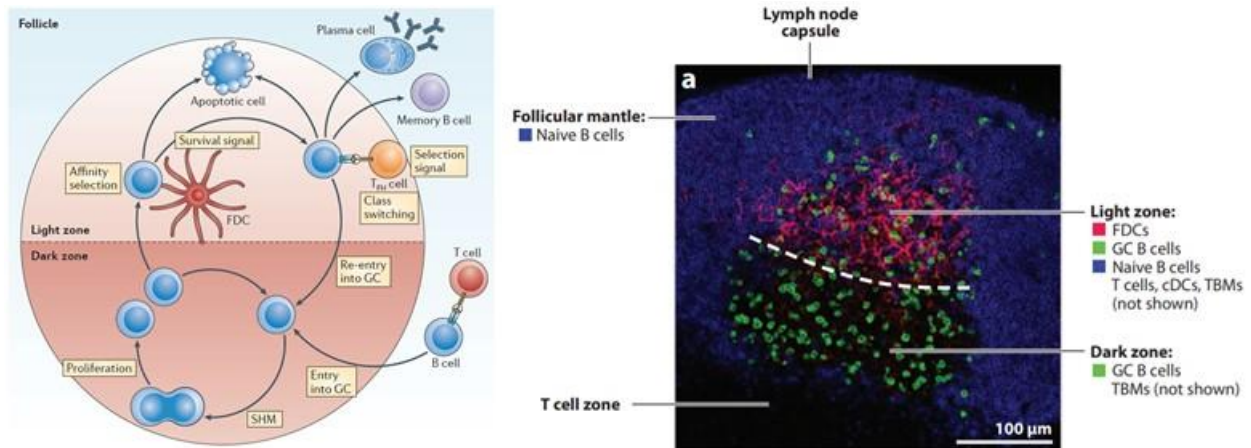 Follicle
Plasma cell
Apoptotic cell
Memory B cell
Survival signal
Affinity
selection
Selection
signal
TFH cell
Class
switching
FDC
Light zone
Dark zone
Re-entry
into GC
T cell
B cell
Proliferation
Entry
into GC
SHM
Lymph node
capsule
a
Follicular mantle:
Naive B cells
Light zone:
FDCs
GC B cells
Naive B cells
T cells, cDCs, TBMs
(not shown)
Dark zone:
GC B cells
TBMs (not shown)
T cell zone
100 µm